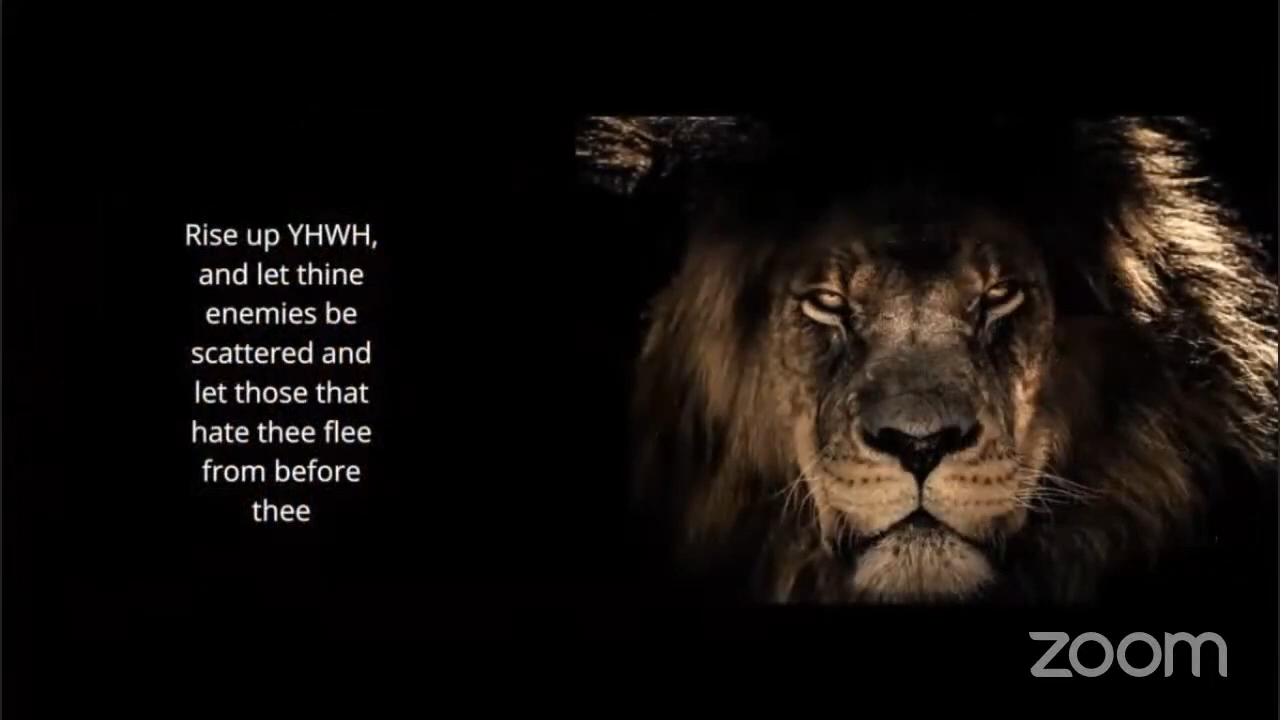 Rise up YHWH,
and let thine
enemies be
scattered and
let those that
hate thee flee
from before
thee
zoom